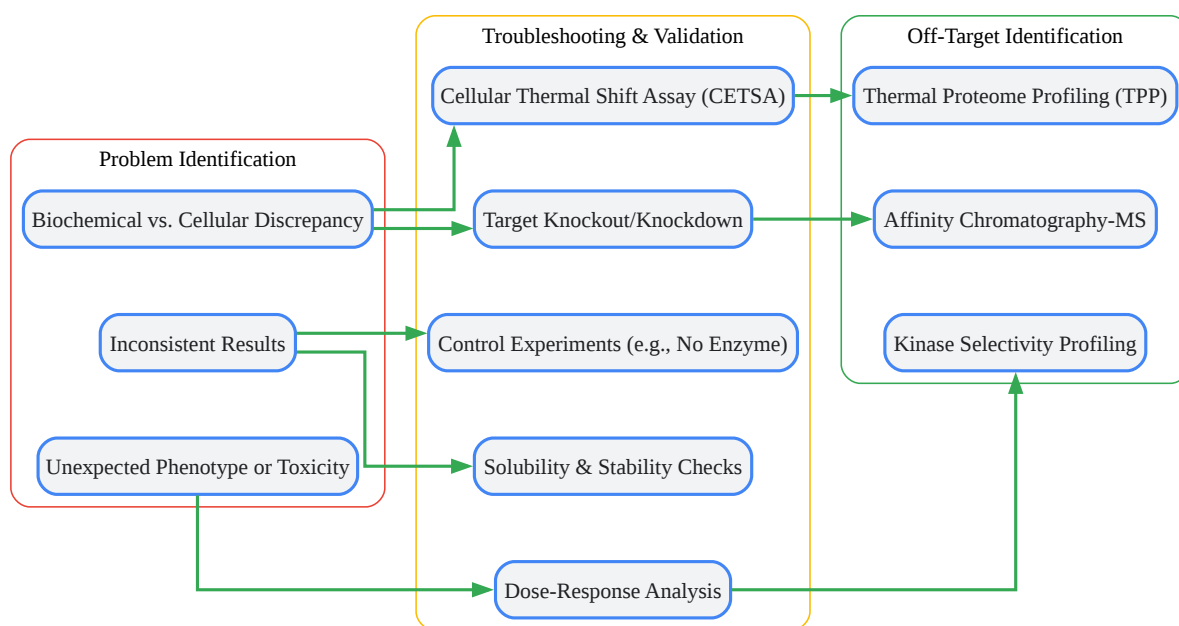 Problem Identification
Biochemical vs. Cellular Discrepancy
Inconsistent Results
Unexpected Phenotype or Toxicity
Troubleshooting & Validation
Cellular Thermal Shift Assay (CETSA)
Target Knockout/Knockdown
Control Experiments (e.g., No Enzyme)
Solubility & Stability Checks
Dose-Response Analysis
Off-Target Identification
Thermal Proteome Profiling (TPP)
Affinity Chromatography-MS
Kinase Selectivity Profiling